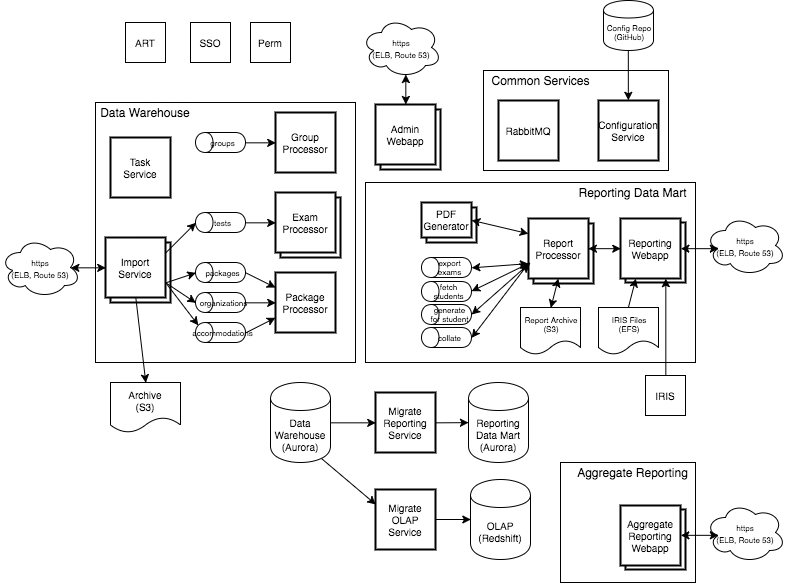 ART
SSO
Perm
https
(ELB, Route 53)
Config Repo
(GitHub)
Common Services
RabbitMQ
Configuration
Service
Admin
Webapp
Data Warehouse
Task
Service
groups
Group
Processor
tests
Exam
Processor
https
(ELB, Route 53)
Import
Service
packages
organizations
accommodations
Package
Processor
Archive
(S3)
Reporting Data Mart
PDF
Generator
export
exams
fetch
students
generate
for student
collate
Report
Processor
Reporting
Webapp
https
(ELB, Route 53)
Report Archive
(S3)
IRIS Files
(EFS)
IRIS
Data
Warehouse
(Aurora)
Migrate
Reporting
Service
Reporting
Data Mart
(Aurora)
Migrate
OLAP
Service
OLAP
(Redshift)
Aggregate Reporting
Aggregate
Reporting
Webapp
https
(ELB, Route 53)